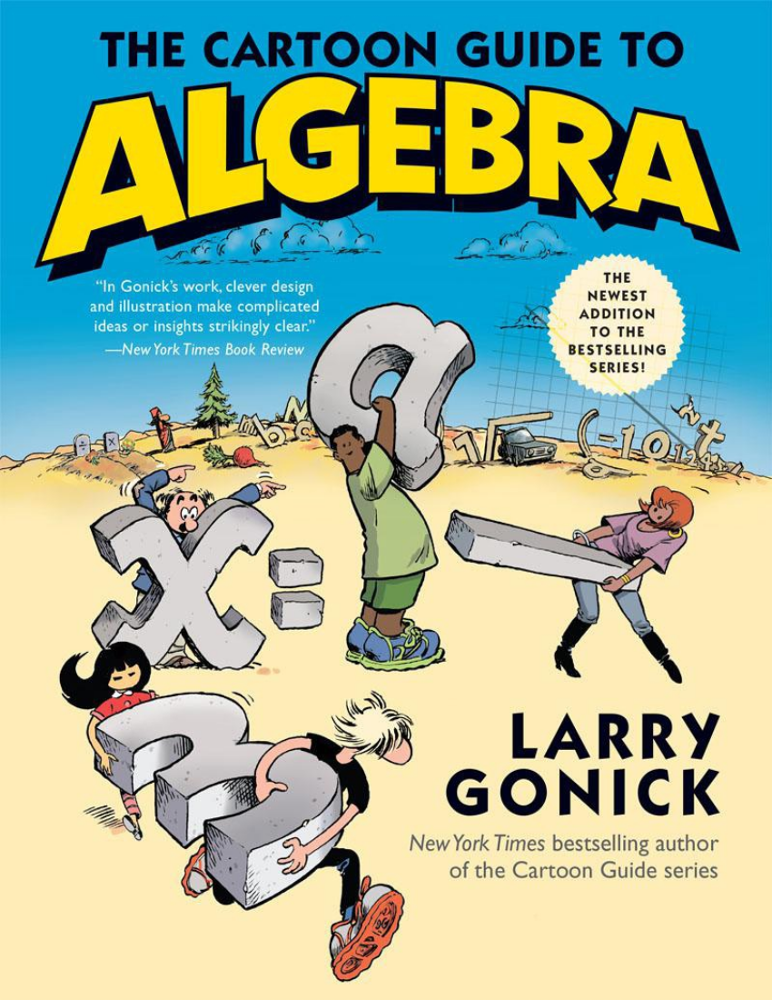 THE CARTOON GUIDE TO
ALGEBRA
“In Gonick’s work, clever design
and illustration make complicated
ideas or insights strikingly clear.”
—New York Times Book Review
THE
NEWEST
ADDITION
TO THE
BESTSELLING
SERIES!
a
x =
3
LARRY
GONICK
New York Times bestselling author
of the Cartoon Guide series